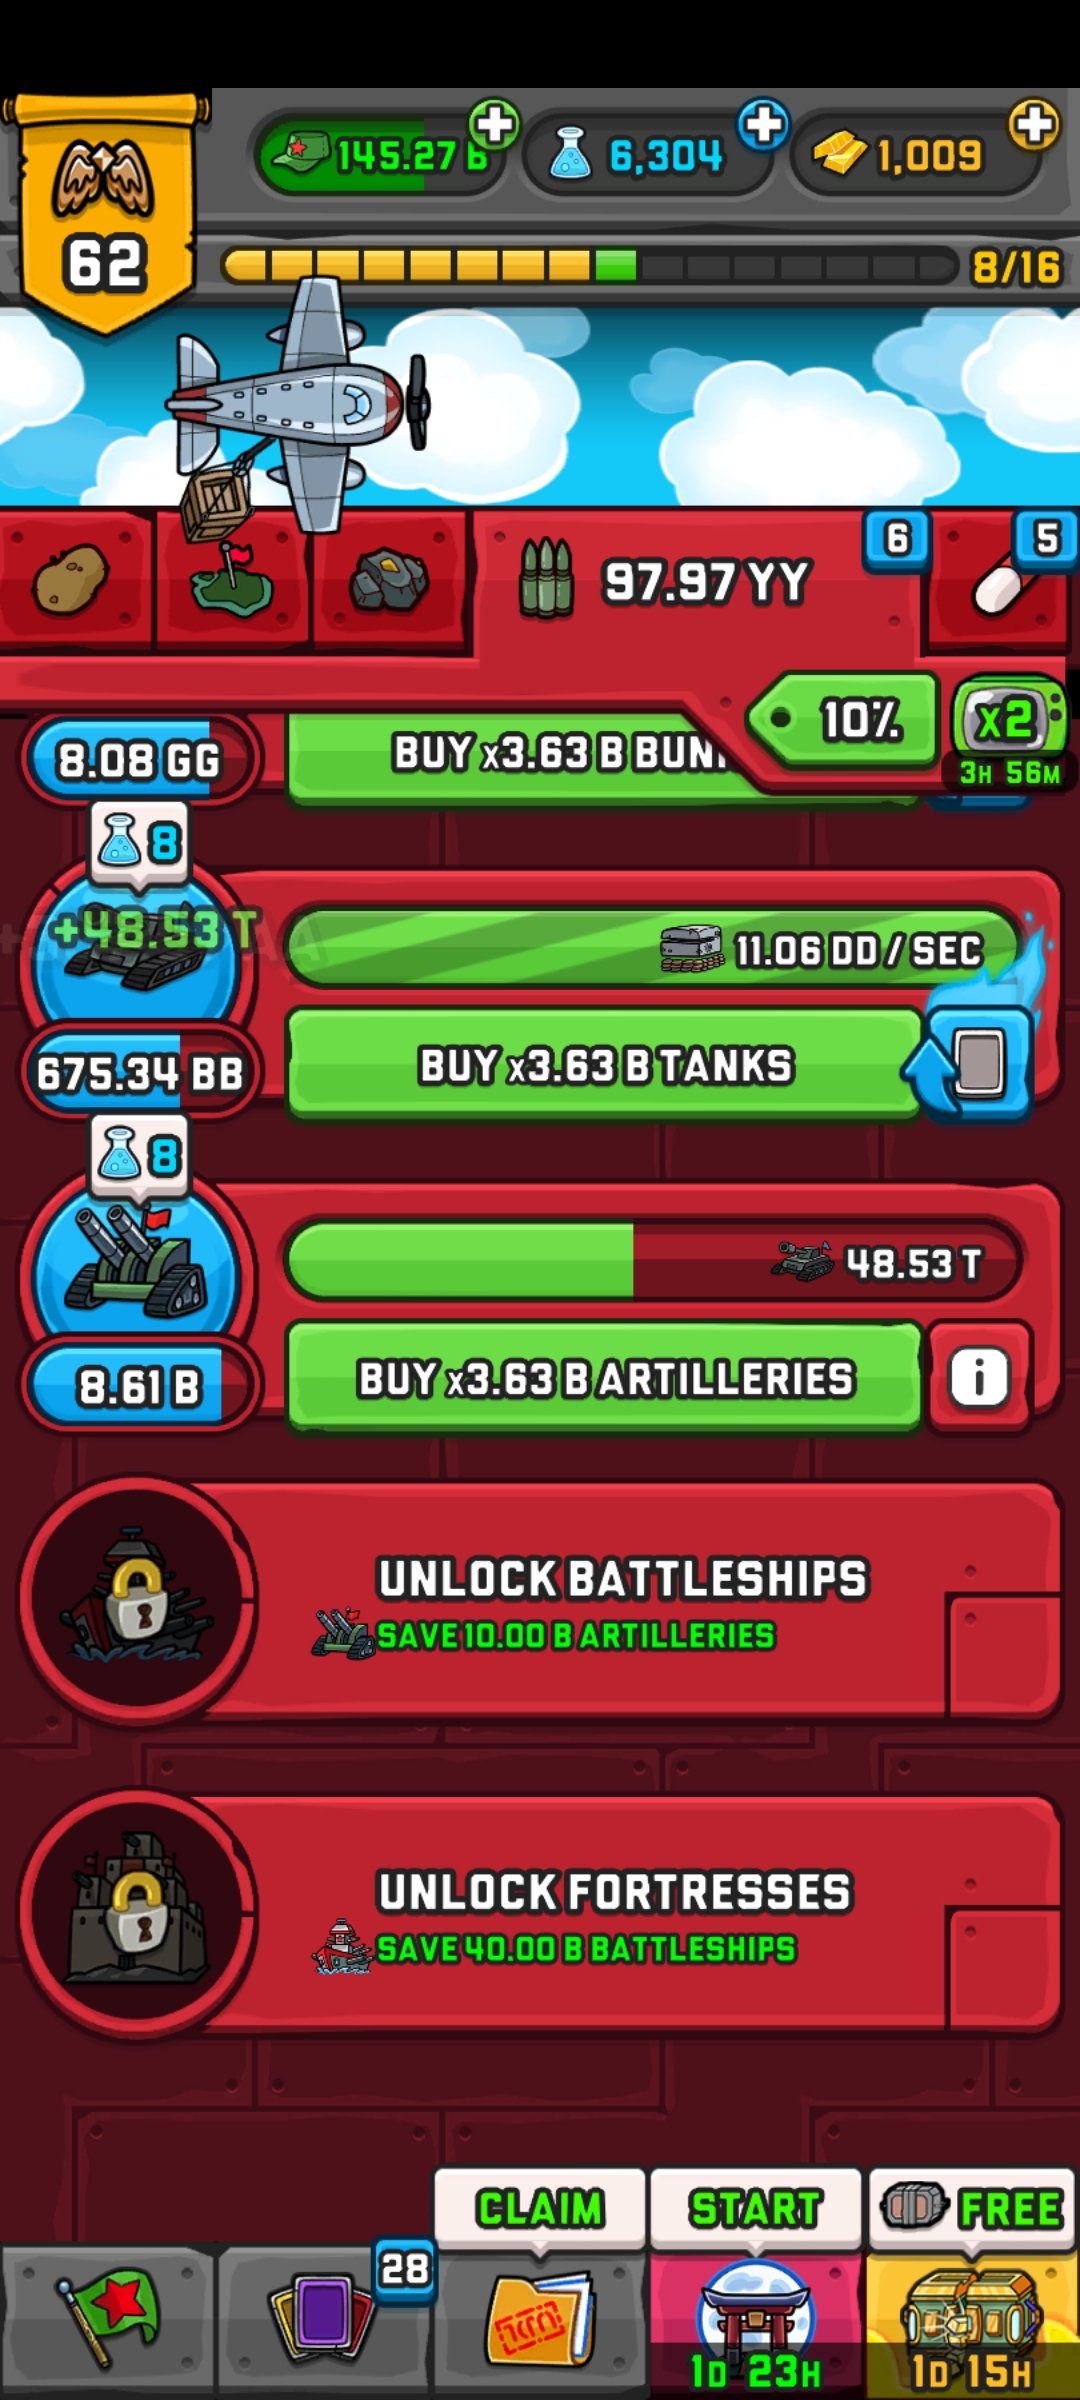 62
145.27 B
6,304
1,009
8/16
97.97 YY
6
5
10%
x2
3H 56M
8.08 GG
BUY x3.63 B
8
+48.53 T
11.06 DD / SEC
675.34 BB
BUY x3.63 B TANKS
8
48.53 T
8.61 B
BUY x3.63 B ARTILLERIES
i
UNLOCK BATTLESHIPS
SAVE 10.00 B ARTILLERIES
UNLOCK FORTRESSES
SAVE 40.00 B BATTLESHIPS
CLAIM
START
FREE
28
1D 23H
1D 15H